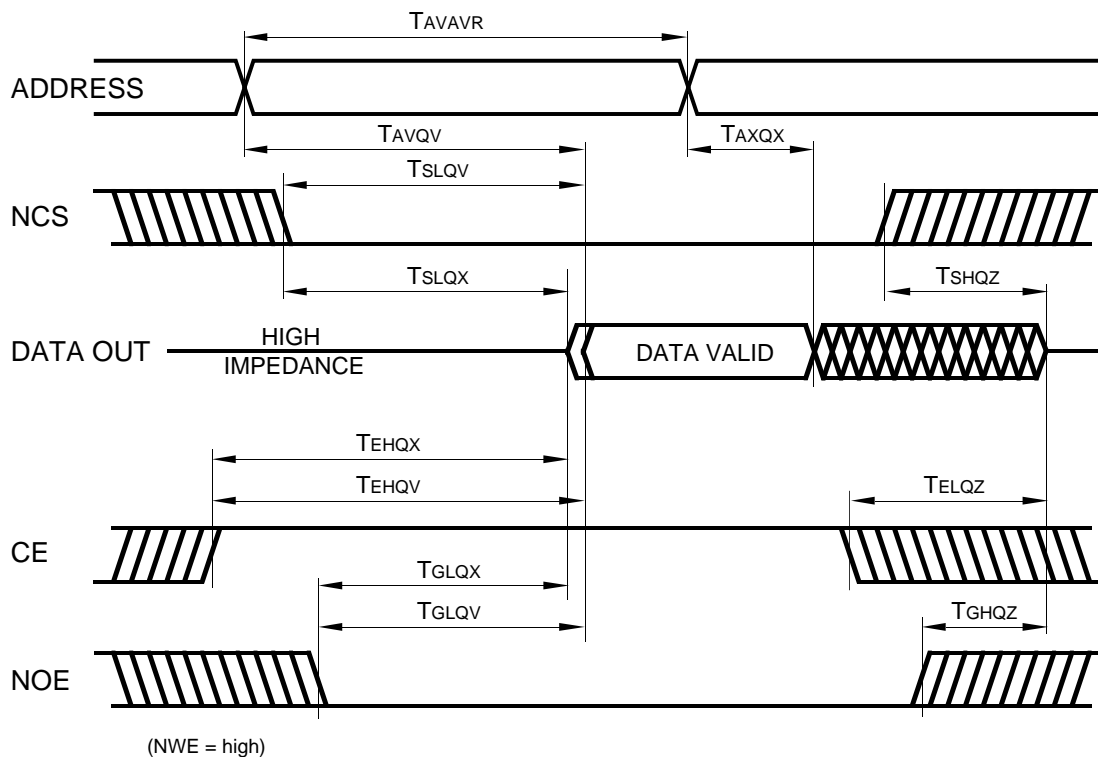 TAVAVR
ADDRESS
TAVQV
TAXQX
TSLQV
NCS
TSLQX
TSHQZ
DATA OUT
HIGH
IMPEDANCE
DATA VALID
TEHQX
TEHQV
TELQZ
CE
TGLQX
TGLQV
TGHQZ
NOE
(NWE = high)